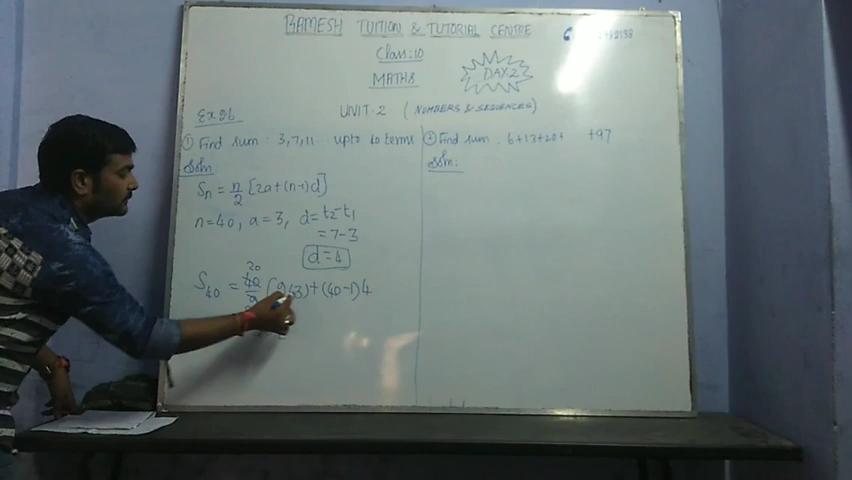 RAMESH TUITION & TUTORIAL CENTRE
Class:10
MATHS
DAY.2
UNIT-2 (NUMBERS & SEQUENCES)
Ex 2.6
① Find sum : 3,7,11 upto 40 terms
Soln:
Sn = n/2 [2a+(n-1)d]
n=40, a=3, d=t2-t1
=7-3
d=4
20
S40 = 40/2 (2(3)+(40-1)4
② Find sum : 6+13+20+ +97
Soln: